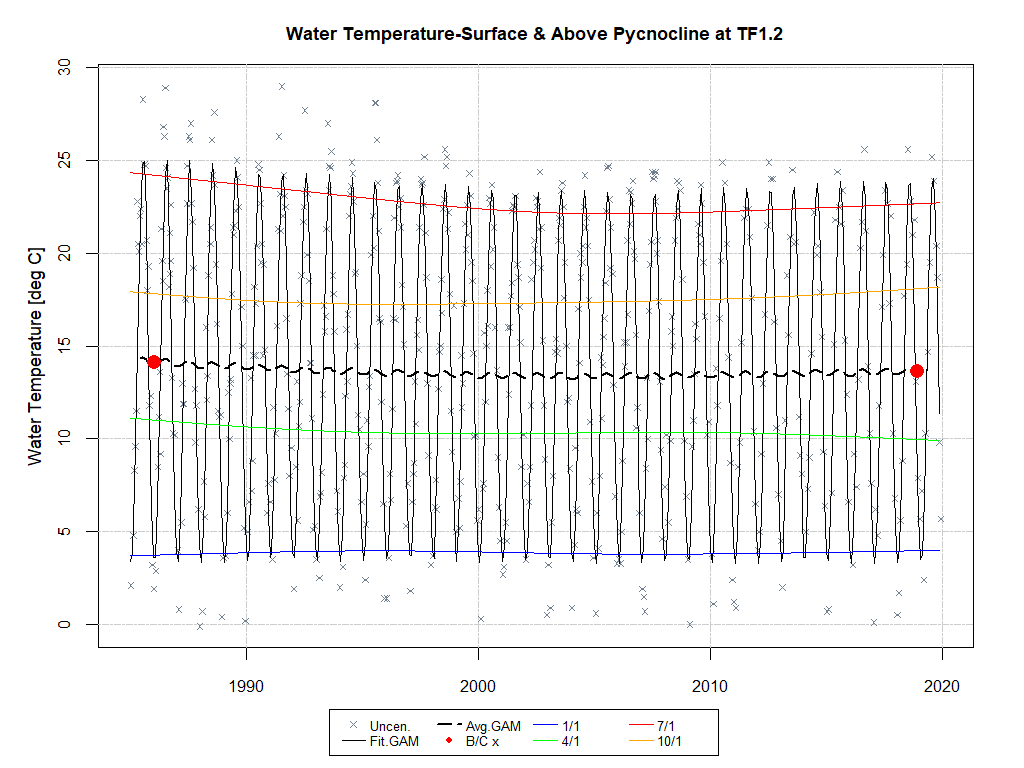 Water Temperature-Surface & Above Pycnocline at TF1.2
Water Temperature [deg C]
30
25
20
15
10
5
0
1990 2000 2010 2020
Uncen. Avg.GAM 1/1 7/1
Fit.GAM B/C x 4/1 10/1